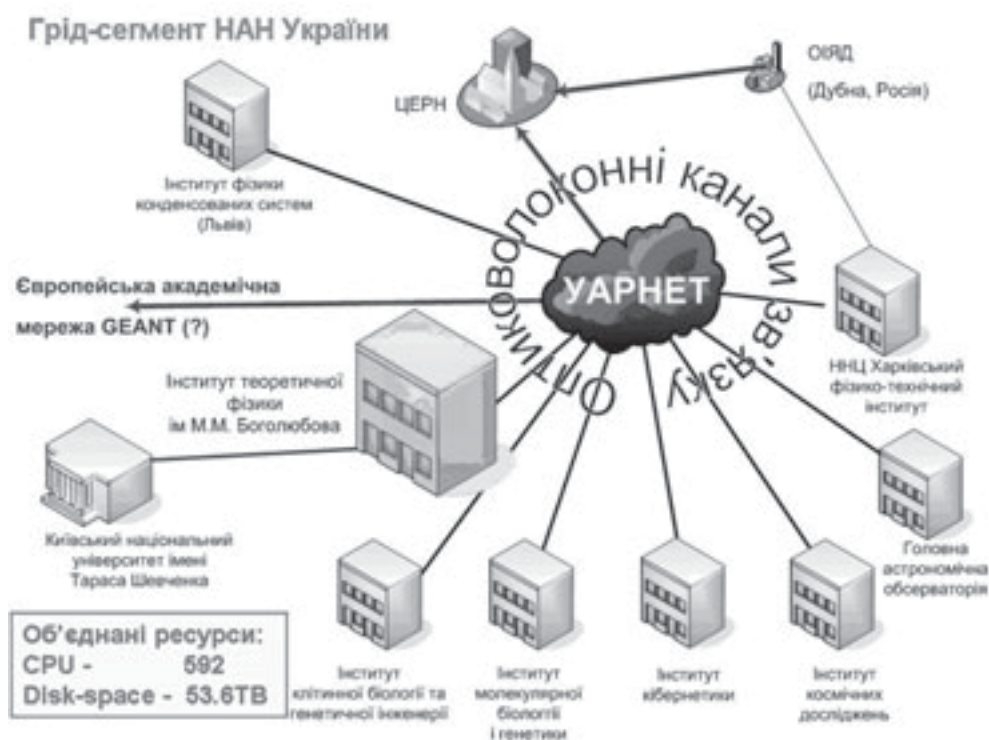 Грід-сегмент НАН України
ЦЕРН
ОІЯД
(Дубна, Росія)
Інститут фізики
конденсованих систем
(Львів)
Оптиковолоконні канали зв'язку
УАРНЕТ
Європейська академічна
мережа GEANT (?)
ННЦ Харківський
фізико-технічний
інститут
Інститут теоретичної
фізики
ім М.М. Боголюбова
Київський національний
університет імені
Тараса Шевченка
Головна
астрономічна
обсерваторія
Об'єднані ресурси:
CPU - 592
Disk-space - 53.6TB
Інститут
клітинної біології та
генетичної інженерії
Інститут
молекулярної
біології
і генетики
Інститут
кібернетики
Інститут
космічних
досліджень